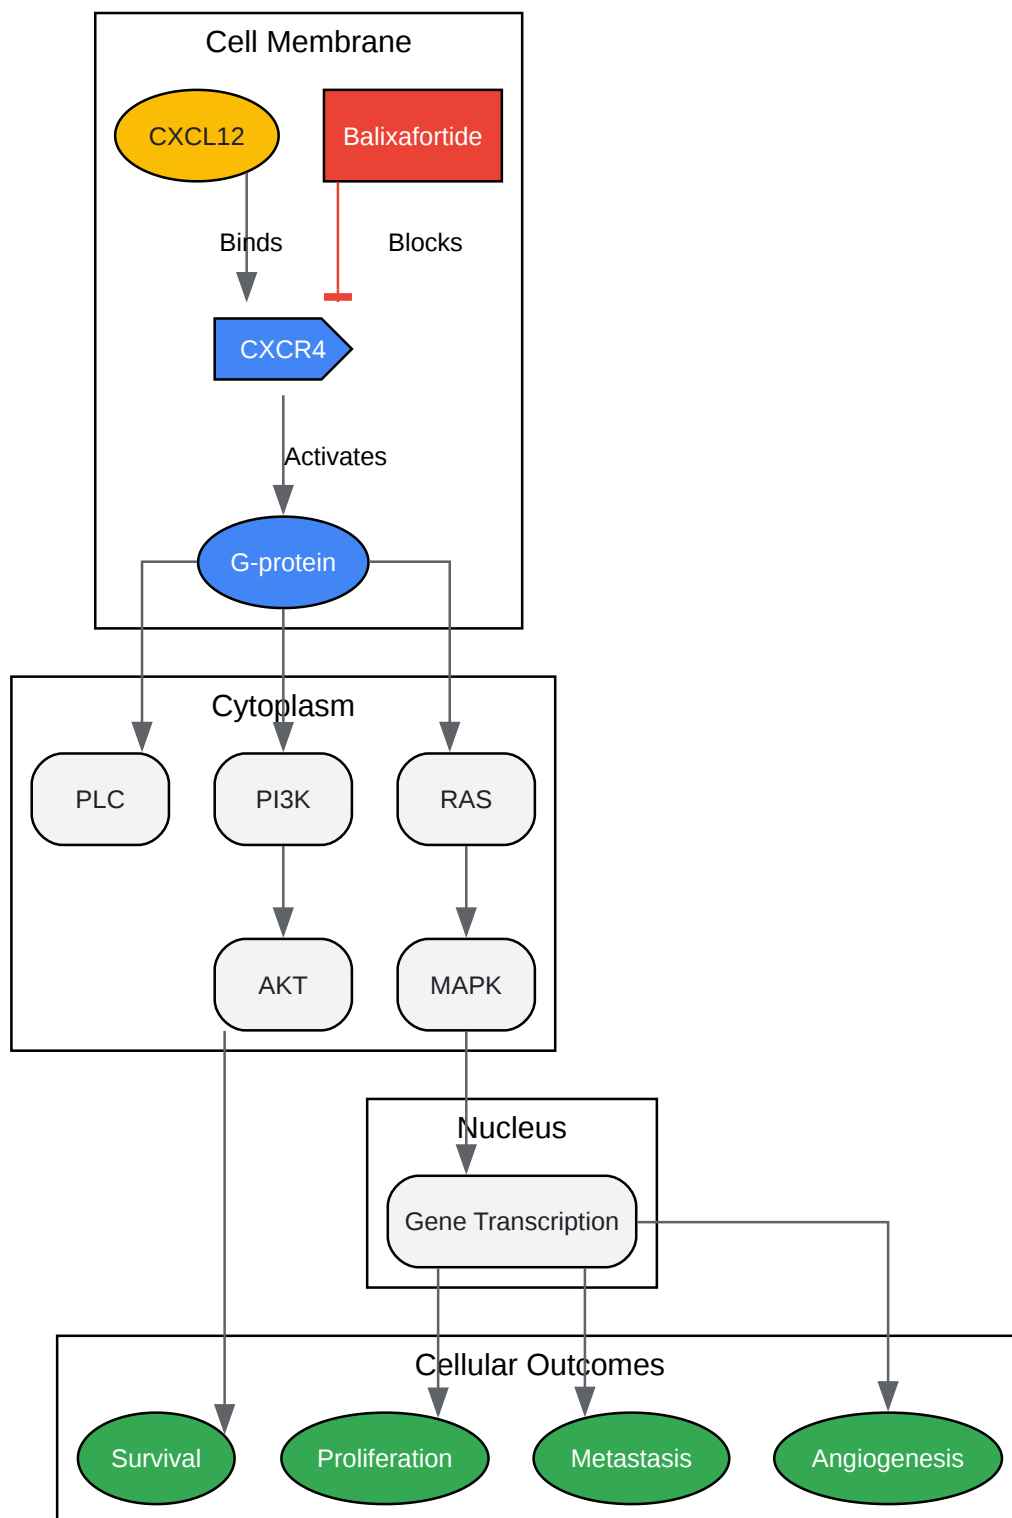 Cell Membrane
CXCL12
Balixafortide
Binds
Blocks
CXCR4
Activates
G-protein
Cytoplasm
PLC
PI3K
RAS
AKT
MAPK
Nucleus
Gene Transcription
Cellular Outcomes
Survival
Proliferation
Metastasis
Angiogenesis